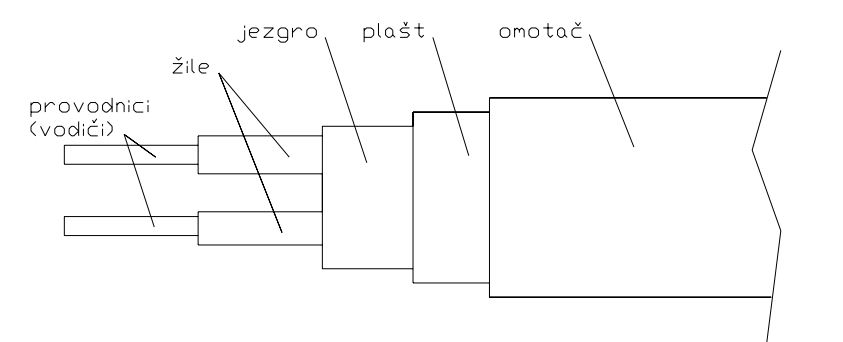 jezgro plašt omotač
žile
provodnici
(vodiči)